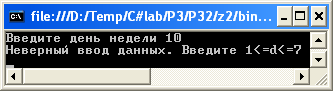 file:///D:/Temp/C#lab/P3/P32/z2/bin...
Введите день недели 10
Неверный ввод данных. Введите 1<=d<=7